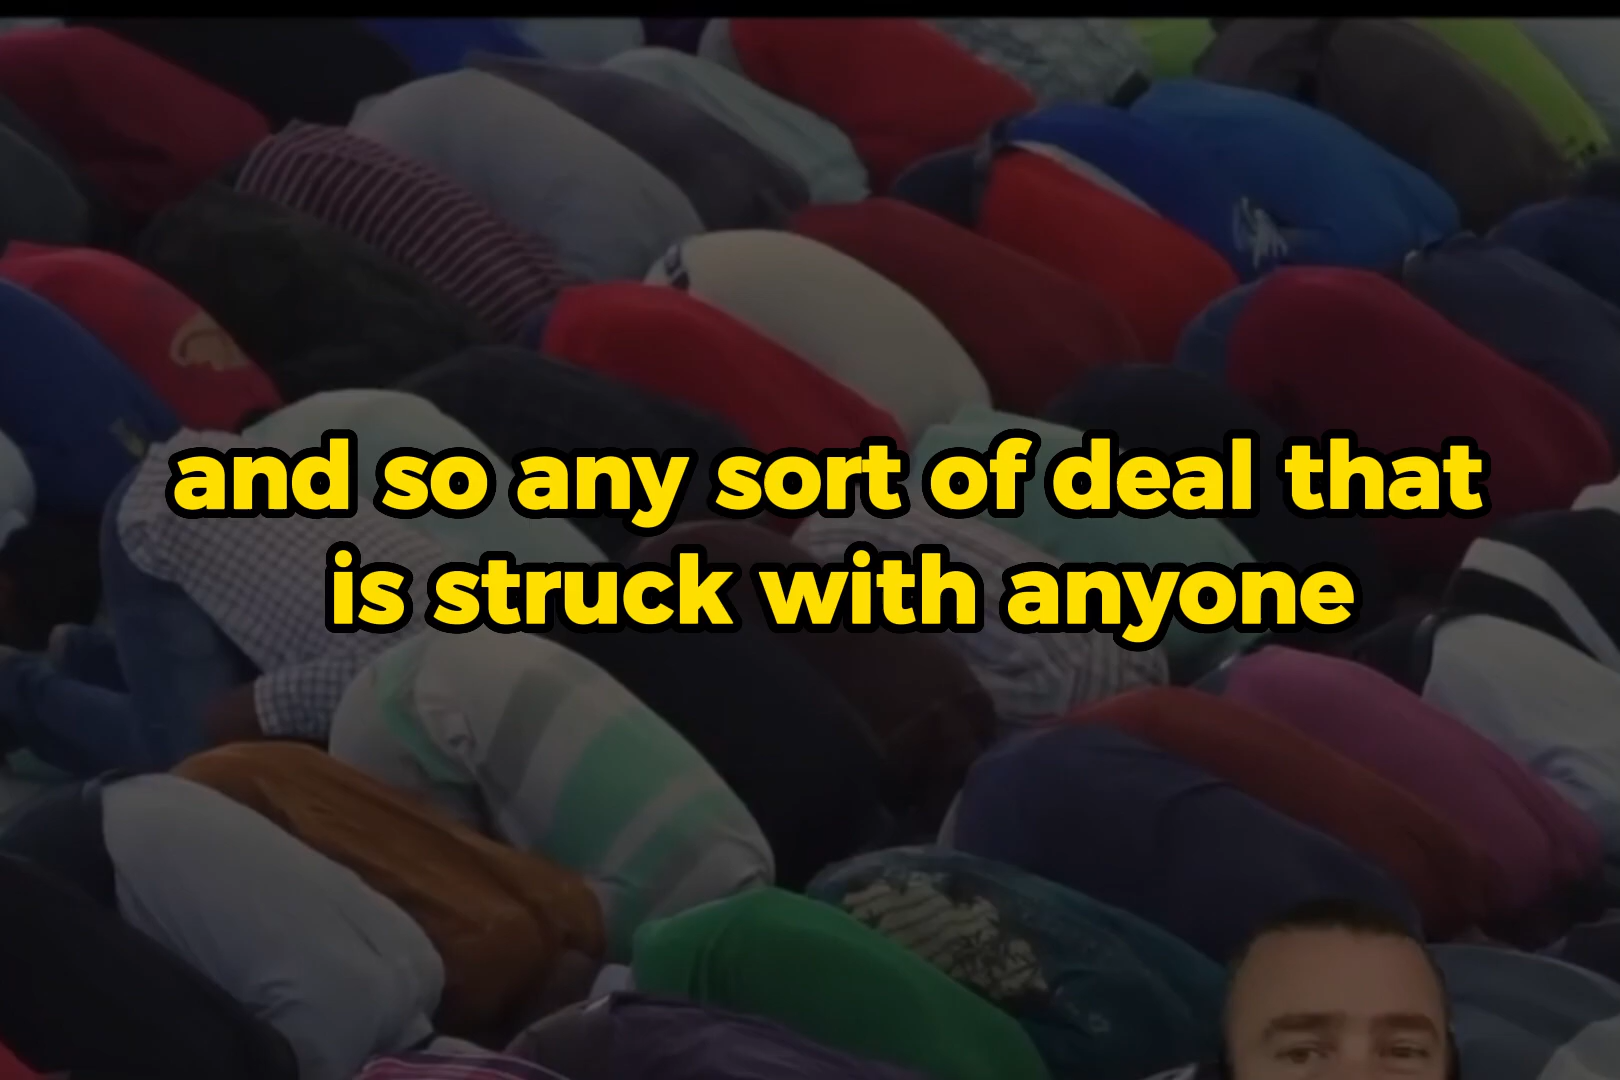 and so any sort of deal that
is struck with anyone